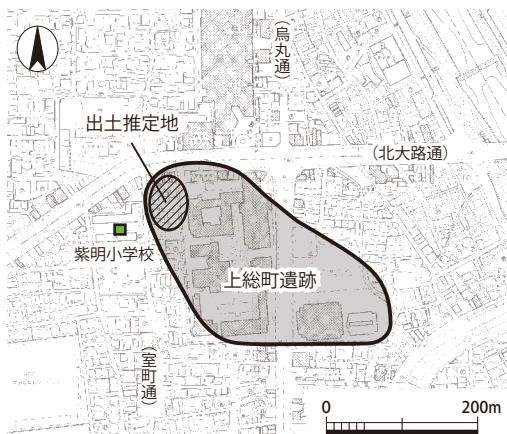 (烏丸通)
出土推定地
(北大路通)
紫明小学校
上総町遺跡
(室町通)
0 200m